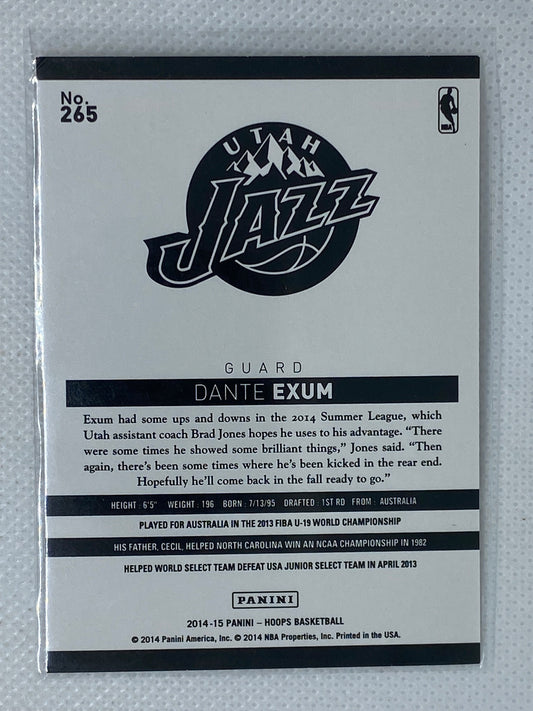 No.
265
NBA
UTAH
JAZZ
GUARD
DANTE EXUM
Exum had some ups and downs in the 2014 Summer League, which
Utah assistant coach Brad Jones hopes he uses to his advantage. “There
were some times he showed some brilliant things,” Jones said. “Then
again, there’s been some times where he’s been kicked in the rear end.
Hopefully he’ll come back in the fall ready to go.”
HEIGHT : 6'5" WEIGHT : 196 BORN : 7/13/95 DRAFTED : 1ST RD FROM : AUSTRALIA
PLAYED FOR AUSTRALIA IN THE 2013 FIBA U-19 WORLD CHAMPIONSHIP
HIS FATHER, CECIL, HELPED NORTH CAROLINA WIN AN NCAA CHAMPIONSHIP IN 1982
HELPED WORLD SELECT TEAM DEFEAT USA JUNIOR SELECT TEAM IN APRIL 2013
PANINI
2014-15 PANINI – HOOPS BASKETBALL
© 2014 Panini America, Inc. © 2014 NBA Properties, Inc. Printed in the USA.